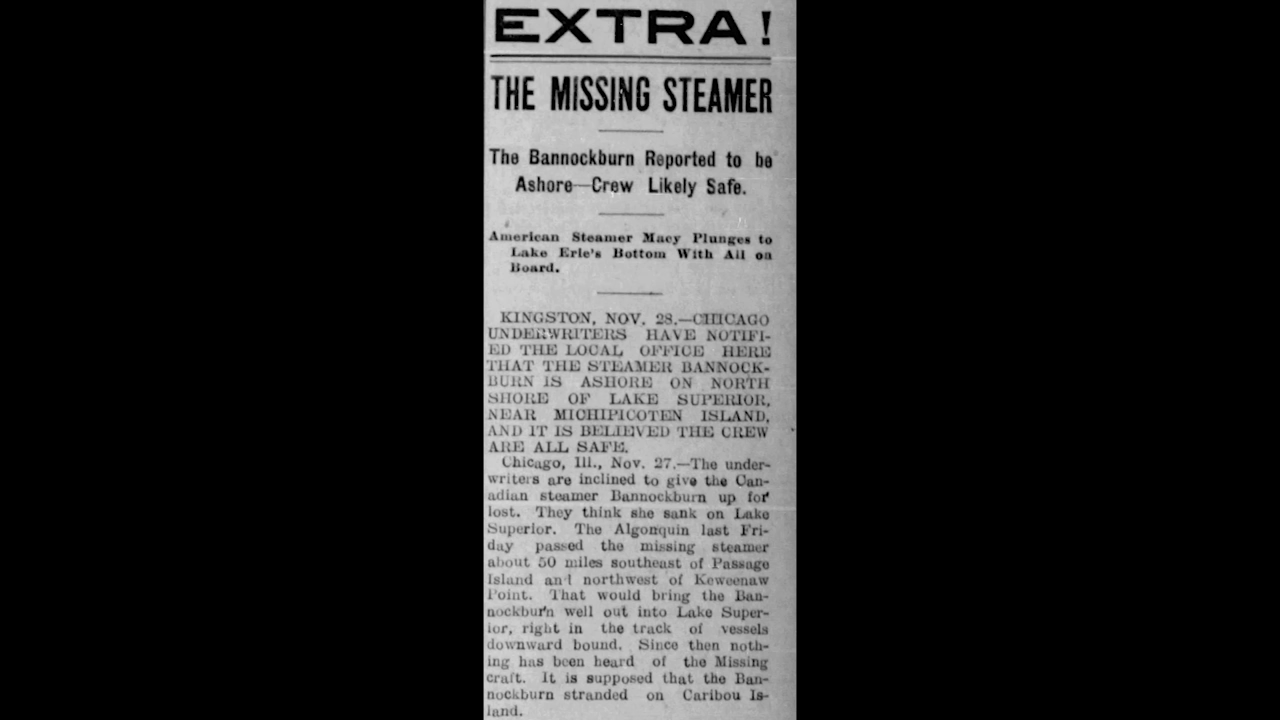 EXTRA!
THE MISSING STEAMER
The Bannockburn Reported to be
Ashore—Crew Likely Safe.
American Steamer Macy Plunges to
Lake Erie's Bottom With All on
Board.
KINGSTON, NOV. 28.—CHICAGO
UNDERWRITERS HAVE NOTIFI-
ED THE LOCAL OFFICE HERE
THAT THE STEAMER BANNOCK-
BURN IS ASHORE ON NORTH
SHORE OF LAKE SUPERIOR,
NEAR MICHIPICOTEN ISLAND,
AND IT IS BELIEVED THE CREW
ARE ALL SAFE.
Chicago, Ill., Nov. 27.—The under-
writers are inclined to give the Can-
adian steamer Bannockburn up for
lost. They think she sank on Lake
Superior. The Algonquin last Fri-
day passed the missing steamer
about 50 miles southeast of Passage
Island and northwest of Keweenaw
Point. That would bring the Ban-
nockburn well out into Lake Super-
ior, right in the track of vessels
downward bound. Since then noth-
ing has been heard of the Missing
craft. It is supposed that the Ban-
nockburn stranded on Caribou Is-
land.